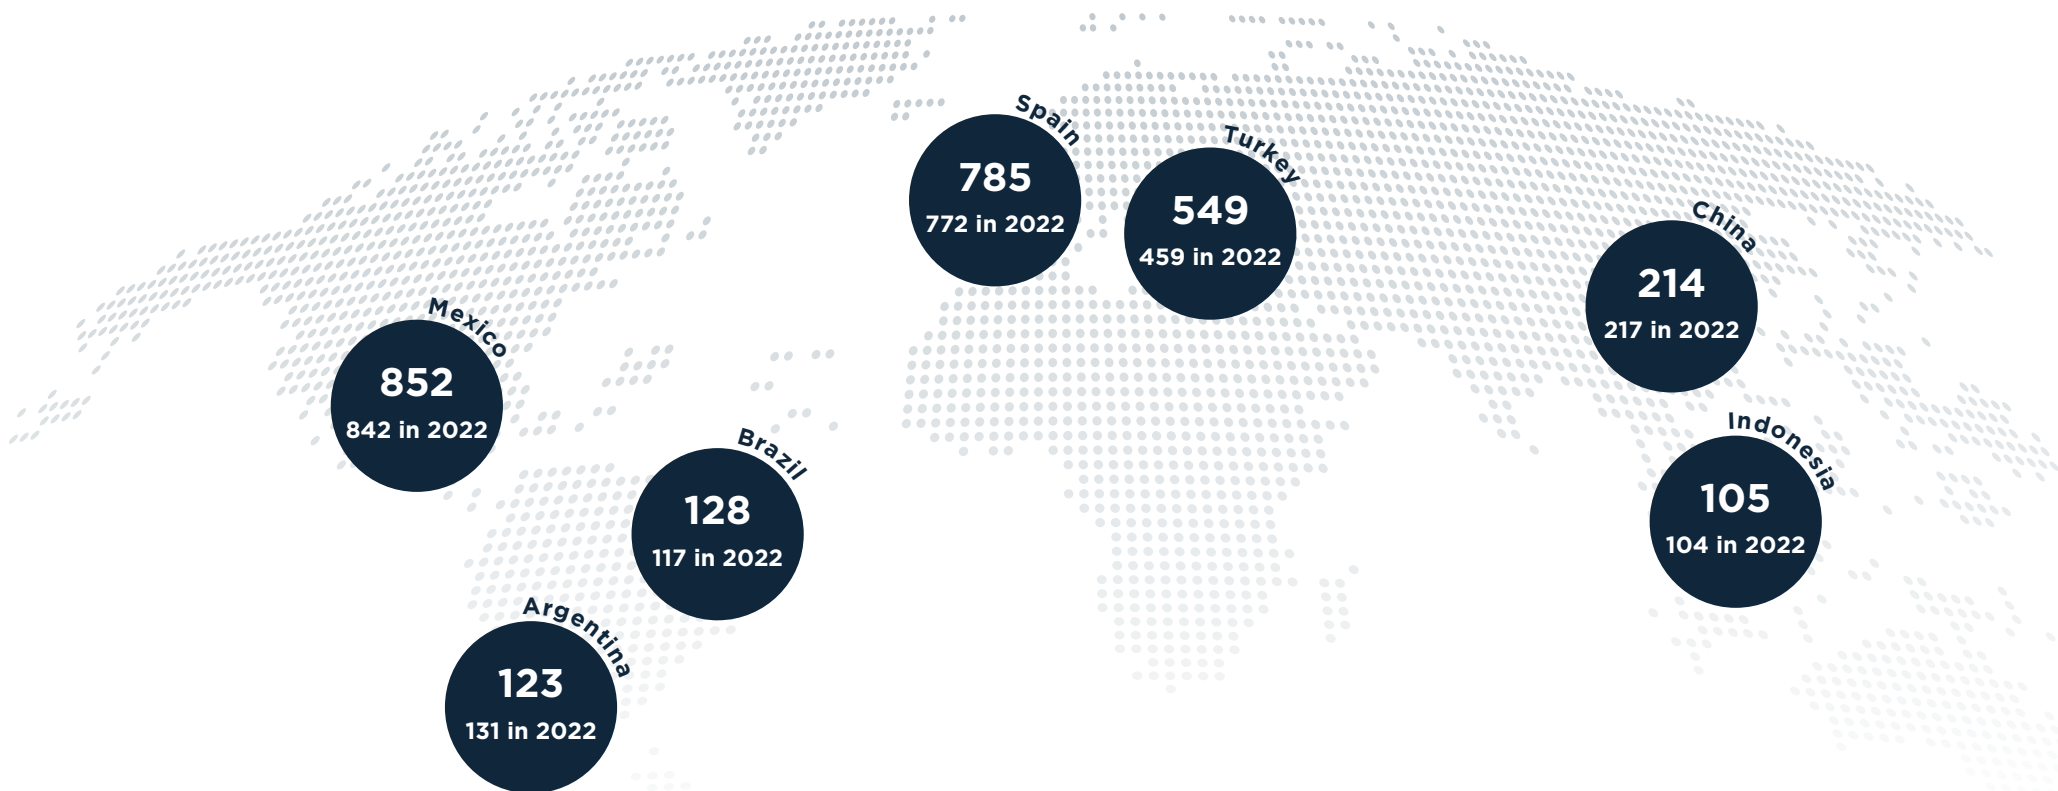 Spain
785
772 in 2022
Turkey
549
459 in 2022
China
214
217 in 2022
Mexico
852
842 in 2022
Indonesia
105
104 in 2022
Brazil
128
117 in 2022
Argentina
123
131 in 2022